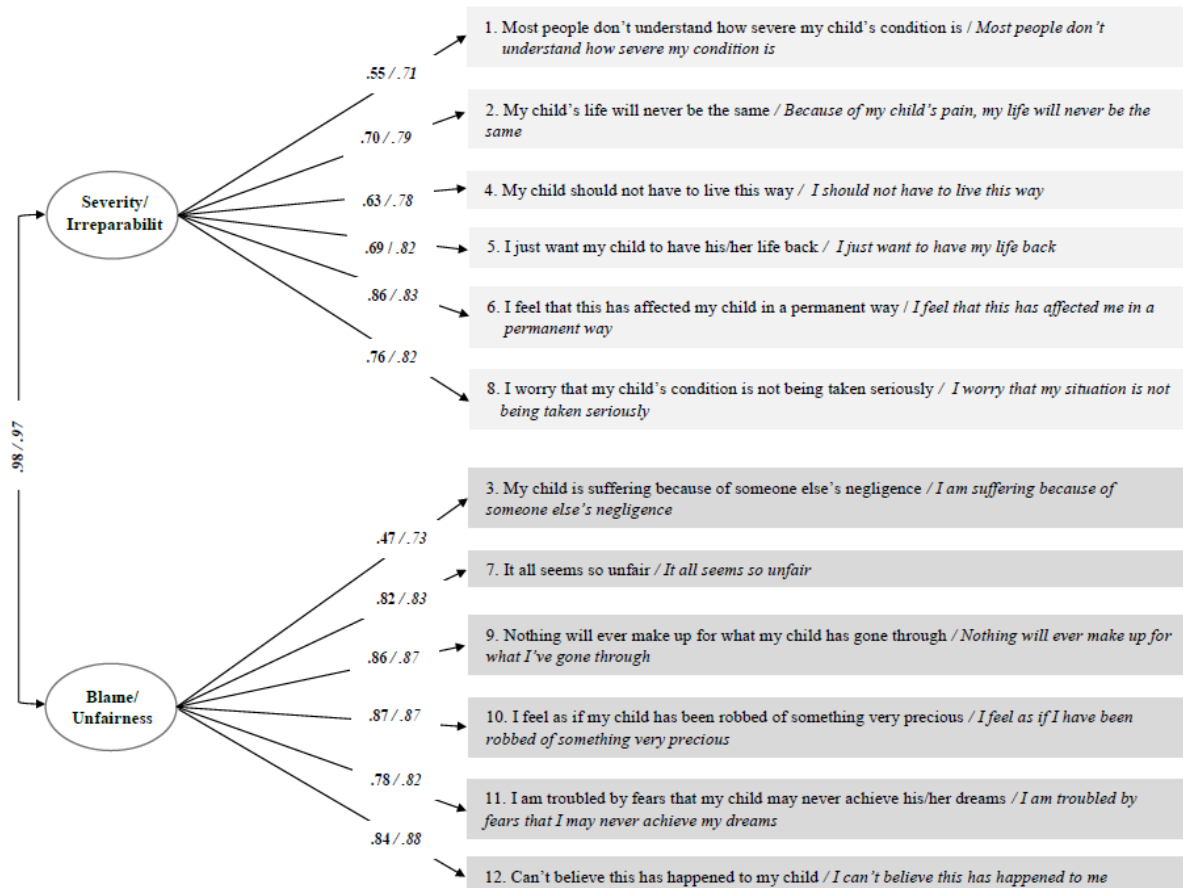 1. Most people don’t understand how severe my child’s condition is / Most people don’t
understand how severe my condition is
.55 / .71
2. My child’s life will never be the same / Because of my child’s pain, my life will never be the
same
.70 / .79
Severity/
Irreparabilit
4. My child should not have to live this way / I should not have to live this way
.63 / .78
5. I just want my child to have his/her life back / I just want to have my life back
.69 / .82
6. I feel that this has affected my child in a permanent way / I feel that this has affected me in a
permanent way
.86 / .83
8. I worry that my child’s condition is not being taken seriously / I worry that my situation is not
being taken seriously
.76 / .82
.98 / .97
3. My child is suffering because of someone else’s negligence / I am suffering because of
someone else’s negligence
.47 / .73
7. It all seems so unfair / It all seems so unfair
.82 / .83
9. Nothing will ever make up for what my child has gone through / Nothing will ever make up for
what I’ve gone through
.86 / .87
Blame/
Unfairness
10. I feel as if my child has been robbed of something very precious / I feel as if I have been
robbed of something very precious
.87 / .87
11. I am troubled by fears that my child may never achieve his/her dreams / I am troubled by
fears that I may never achieve my dreams
.78 / .82
12. Can’t believe this has happened to my child / I can’t believe this has happened to me
.84 / .88